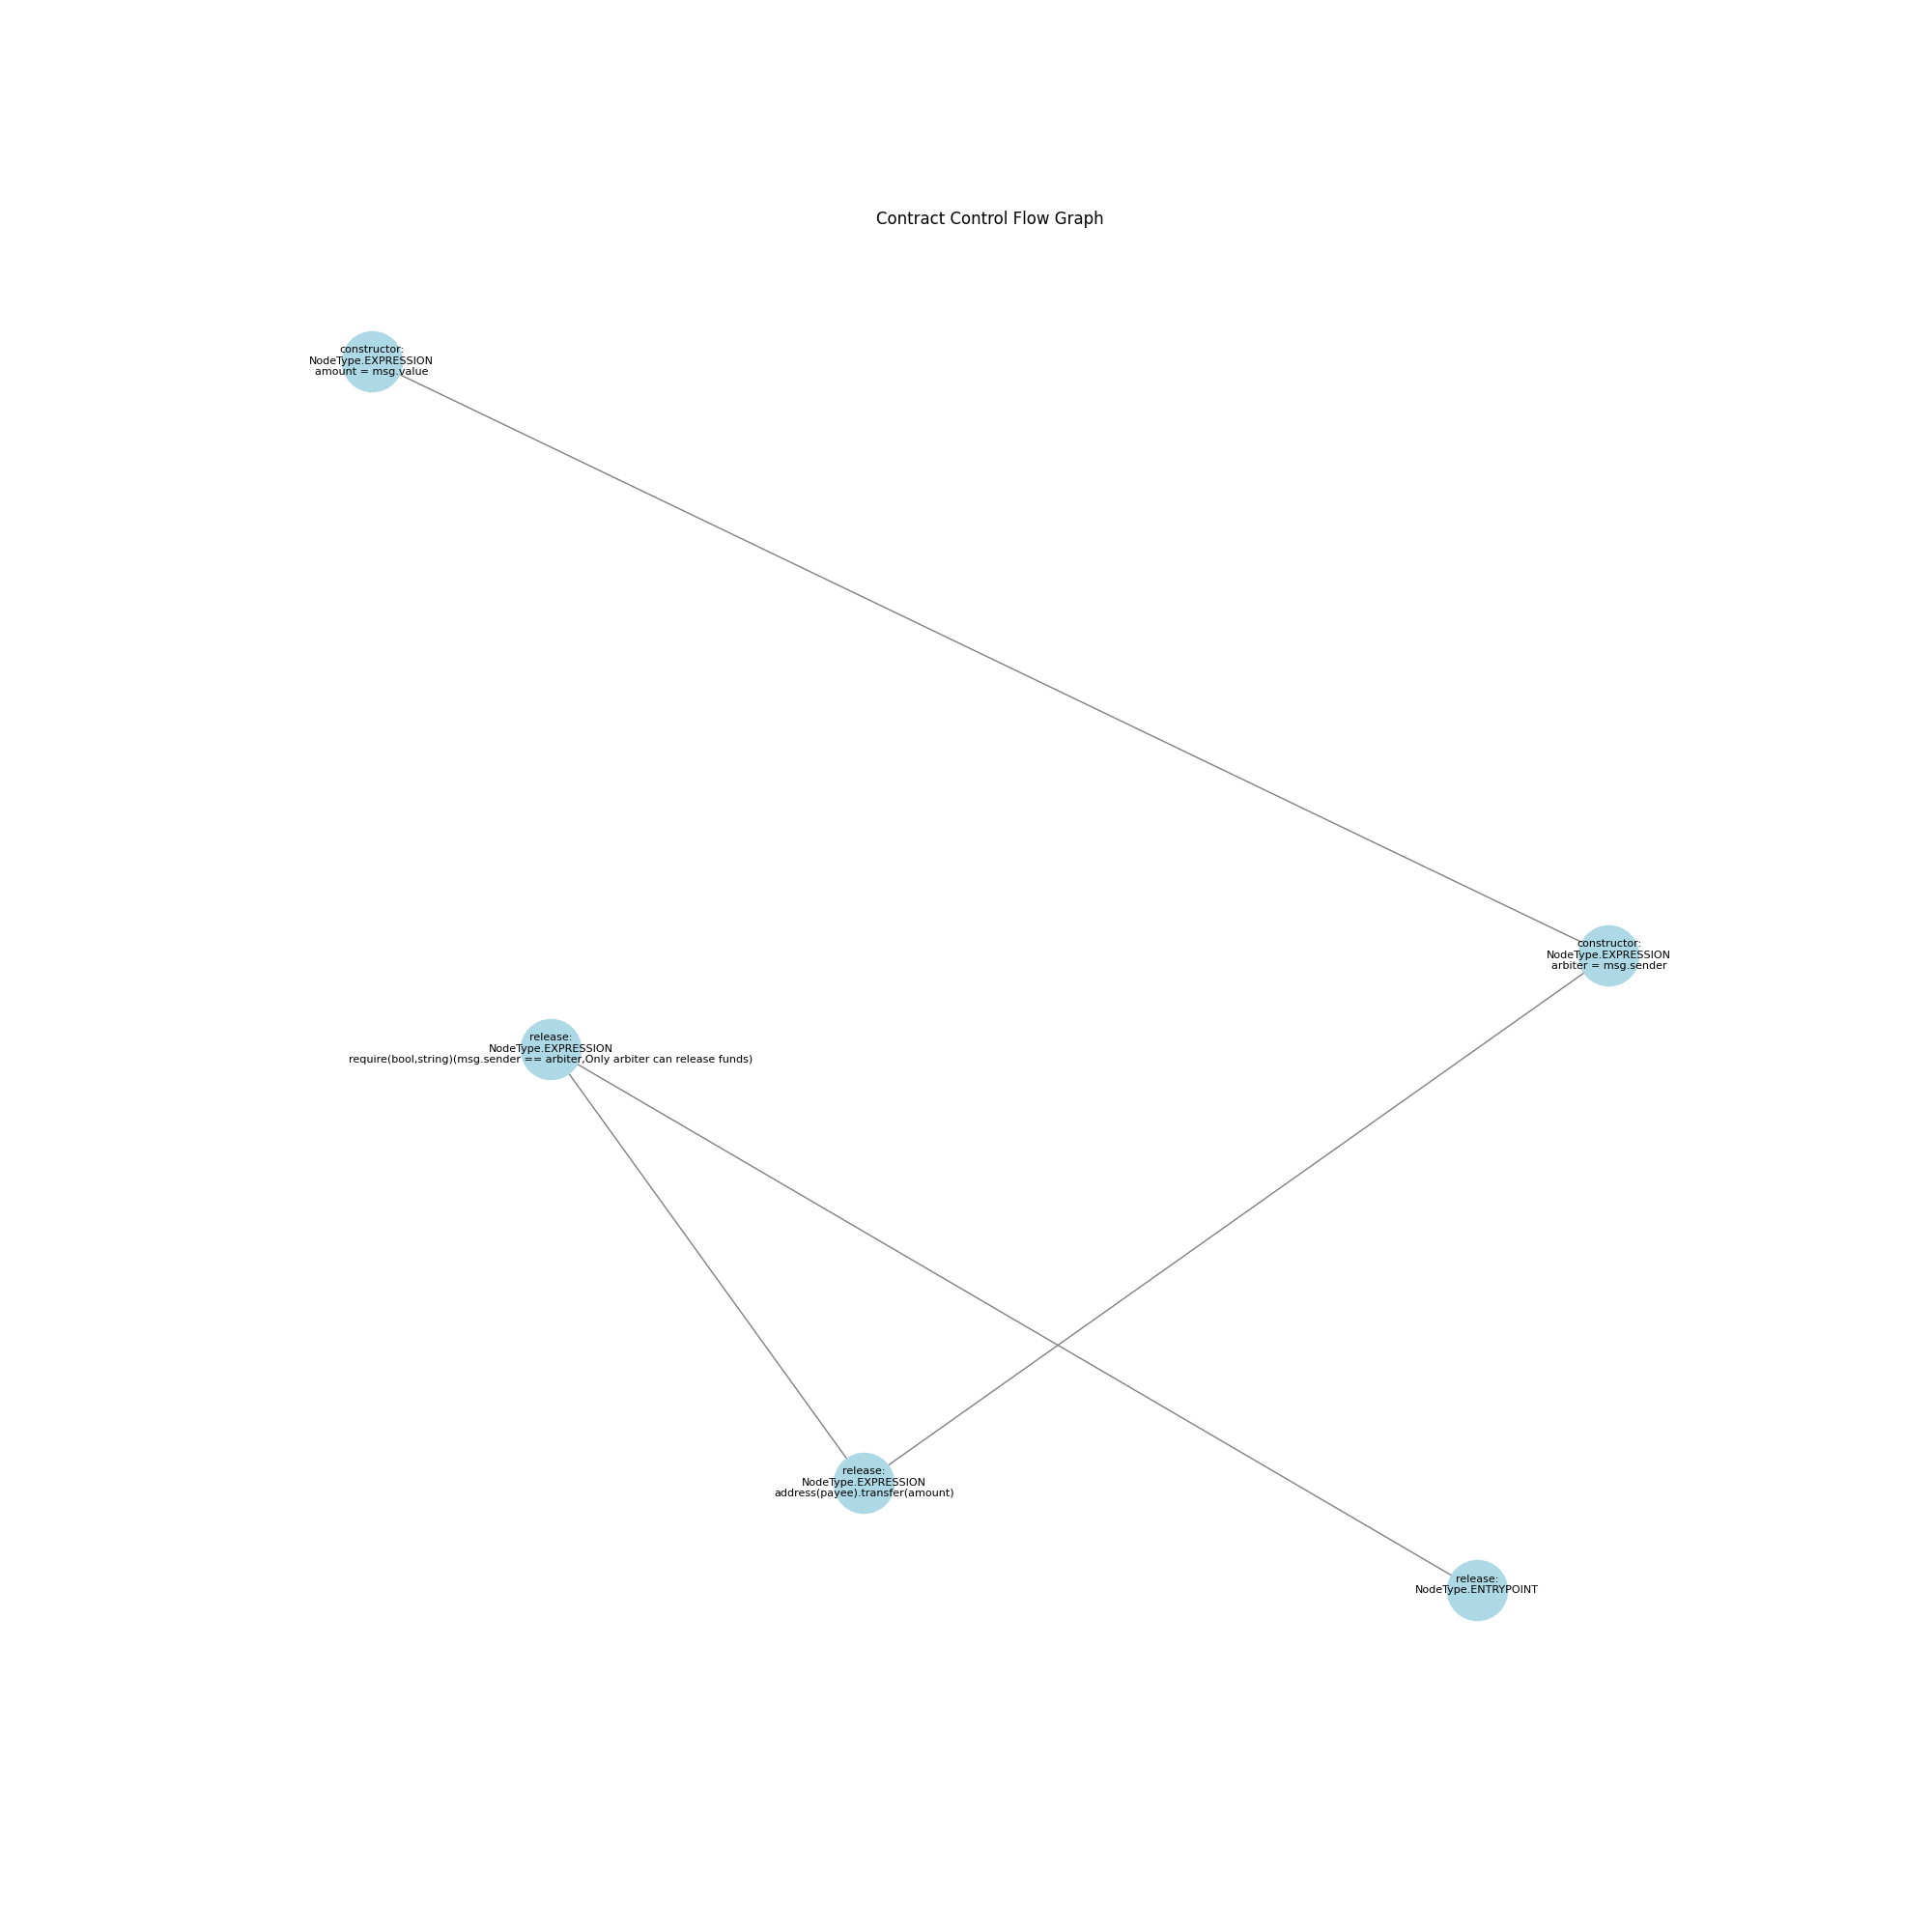 Contract Control Flow Graph
constructor:
NodeType.EXPRESSION
amount = msg.value
constructor:
NodeType.EXPRESSION
arbiter = msg.sender
release:
NodeType.EXPRESSION
require(bool,string)(msg.sender == arbiter,Only arbiter can release funds)
release:
NodeType.EXPRESSION
address(payee).transfer(amount)
release:
NodeType.ENTRYPOINT